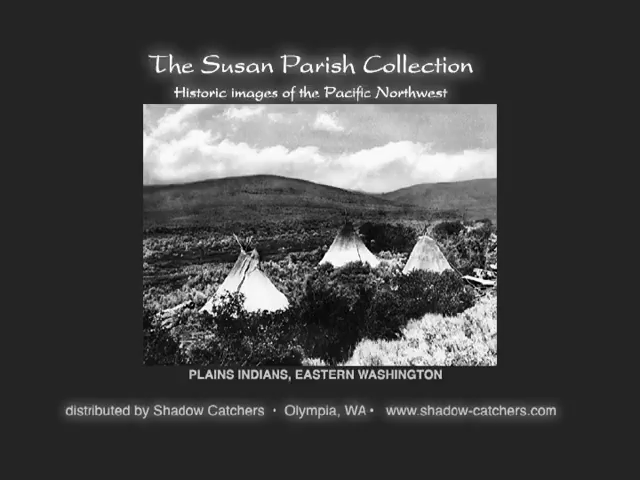 The Susan Parish Collection
Historic images of the Pacific Northwest
PLAINS INDIANS, EASTERN WASHINGTON
distributed by Shadow Catchers · Olympia, WA · www.shadow-catchers.com